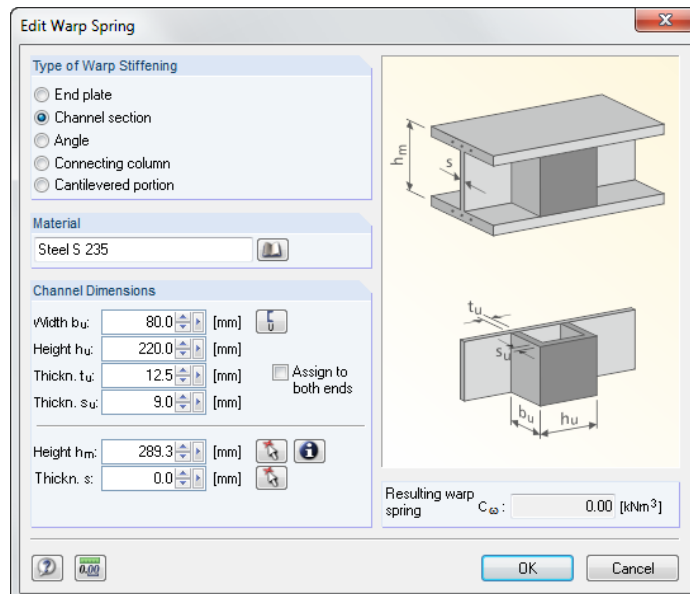 Edit Warp Spring
x
Type of Warp Stiffening
End plate
Channel section
Angle
Connecting column
Cantilevered portion
Material
Steel S 235
Channel Dimensions
Width bu: 80.0 [mm]
Height hu: 220.0 [mm]
Thickn. tu: 12.5 [mm]
Thickn. su: 9.0 [mm]
Assign to
both ends
Height hm: 289.3 [mm]
Thickn. s: 0.0 [mm]
hm
s
tu
su
bu
hu
Resulting warp
spring Cω: 0.00 [kNm³]
0.00
OK
Cancel